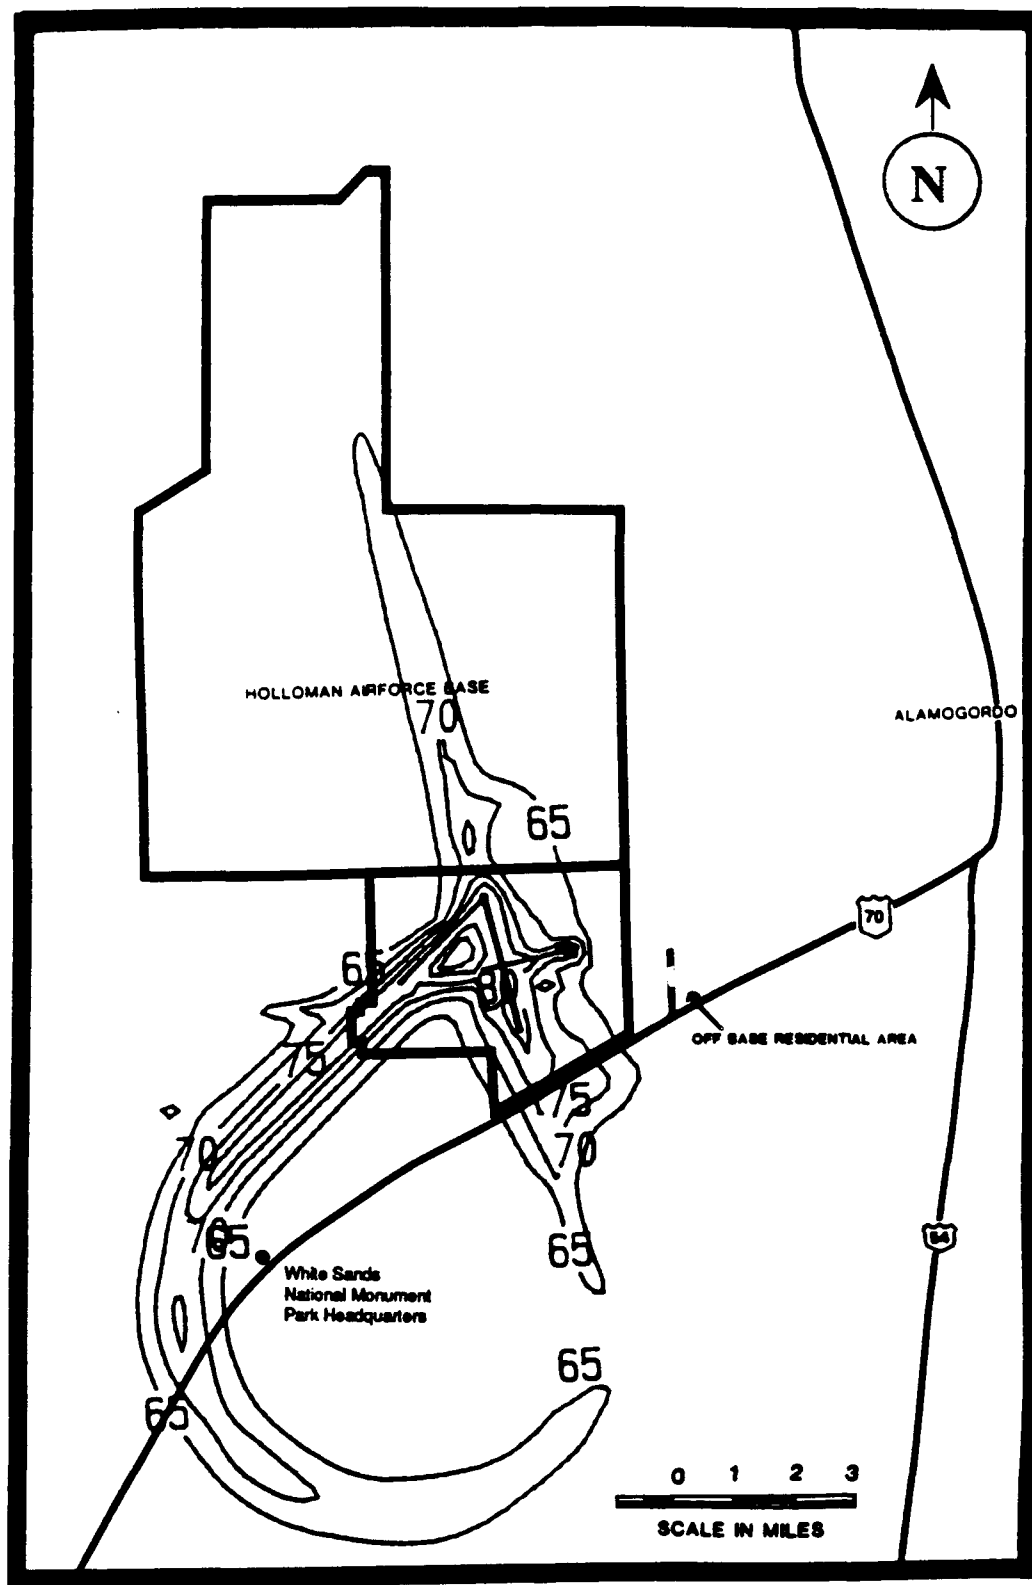 N
HOLLOMAN AIRFORCE BASE
70
ALAMOGORDO
65
70
65
80
OFF BASE RESIDENTIAL AREA
75
75
70
70
65
65
54
White Sands
National Monument
Park Headquarters
65
65
0 1 2 3
SCALE IN MILES